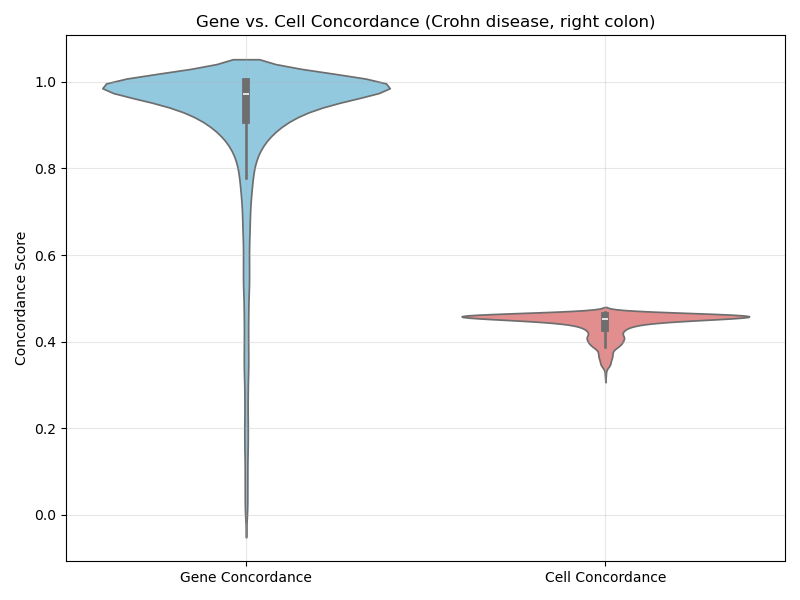 Gene vs. Cell Concordance (Crohn disease, right colon)
Concordance Score
1.0
0.8
0.6
0.4
0.2
0.0
Gene Concordance
Cell Concordance